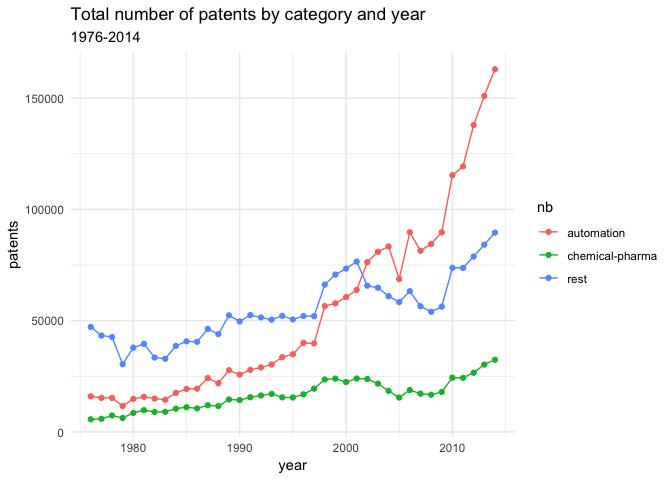 Total number of patents by category and year
1976-2014
150000
100000
50000
0
patents
1980 1990 2000 2010
year
nb
automation
chemical-pharma
rest